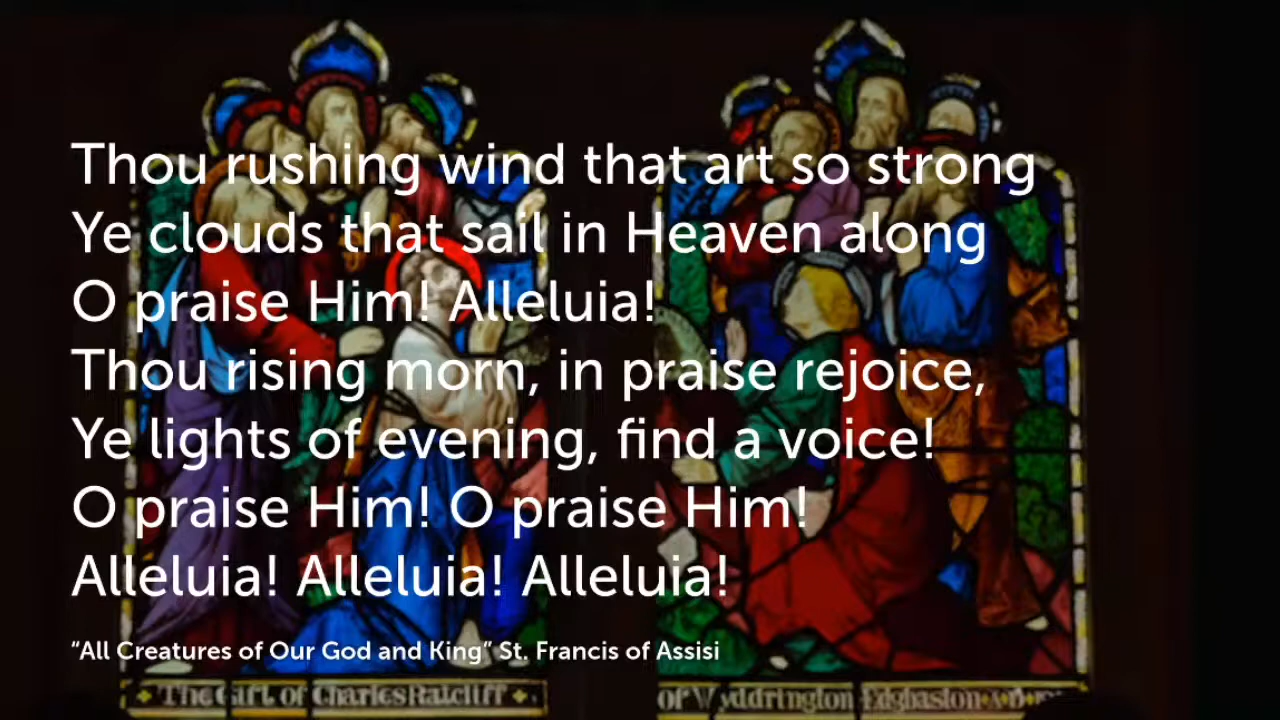 Thou rushing wind that art so strong
Ye clouds that sail in Heaven along
O praise Him! Alleluia!
Thou rising morn, in praise rejoice,
Ye lights of evening, find a voice!
O praise Him! O praise Him!
Alleluia! Alleluia! Alleluia!
“All Creatures of Our God and King” St. Francis of Assisi
The Gift of Charles Ratcliff
of Wyddrington Edgbaston